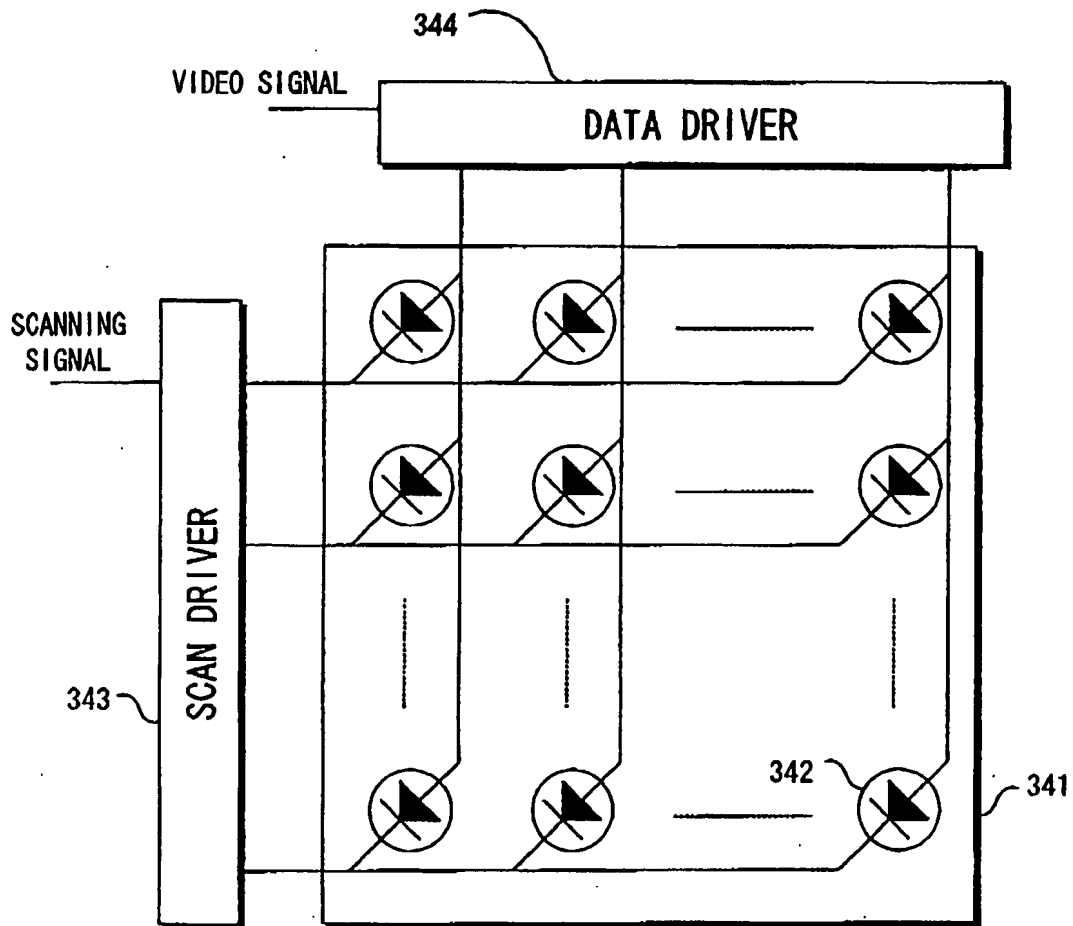 344
VIDEO SIGNAL
DATA DRIVER
SCANNING
SIGNAL
SCAN DRIVER
343
342
341